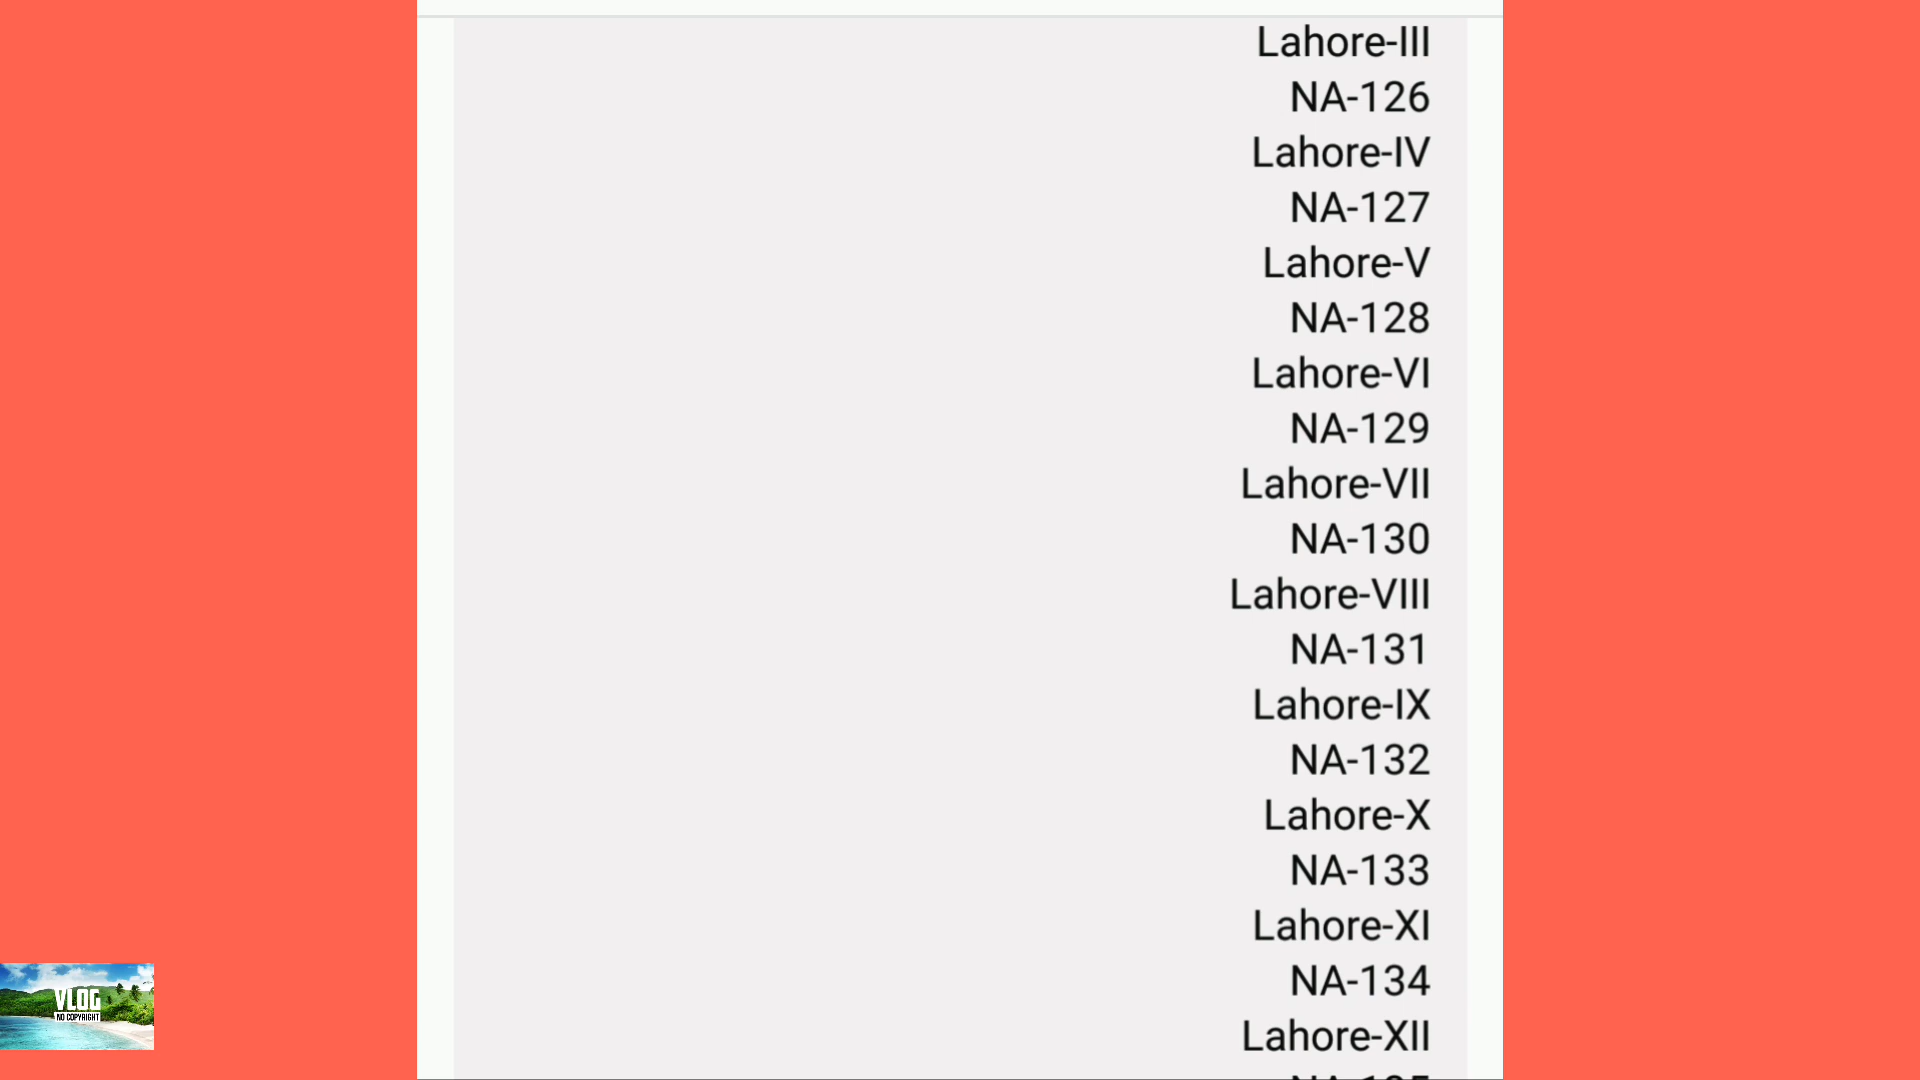 Lahore-III
NA-126
Lahore-IV
NA-127
Lahore-V
NA-128
Lahore-VI
NA-129
Lahore-VII
NA-130
Lahore-VIII
NA-131
Lahore-IX
NA-132
Lahore-X
NA-133
Lahore-XI
NA-134
Lahore-XII
VLOG
NO COPYRIGHT